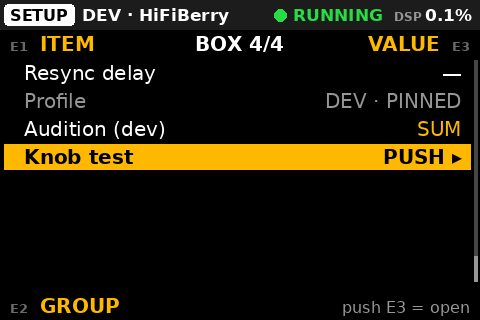 SETUP DEV · HiFiBerry ● RUNNING DSP 0.1%
E1 ITEM BOX 4/4 VALUE E3
Resync delay —
Profile DEV · PINNED
Audition (dev) SUM
Knob test PUSH ▸
E2 GROUP push E3 = open